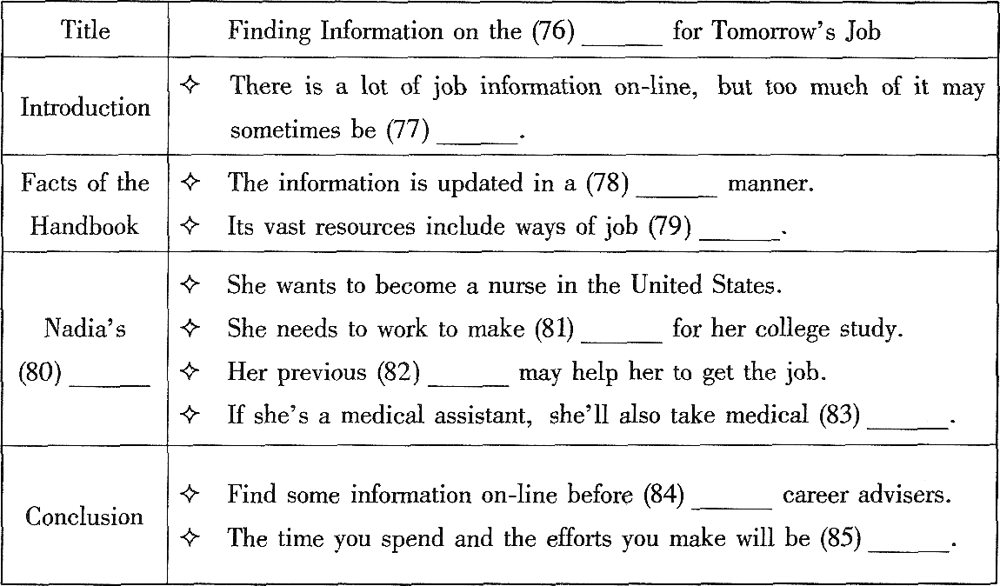 Title Finding Information on the (76) ______ for Tomorrow's Job
Introduction
✧ There is a lot of job information on-line, but too much of it may
sometimes be (77) ______.
Facts of the
Handbook
✧ The information is updated in a (78) ______ manner.
✧ Its vast resources include ways of job (79) ______.
Nadia's
(80) ______
✧ She wants to become a nurse in the United States.
✧ She needs to work to make (81) ______ for her college study.
✧ Her previous (82) ______ may help her to get the job.
✧ If she's a medical assistant, she'll also take medical (83) ______.
Conclusion
✧ Find some information on-line before (84) ______ career advisers.
✧ The time you spend and the efforts you make will be (85) ______.